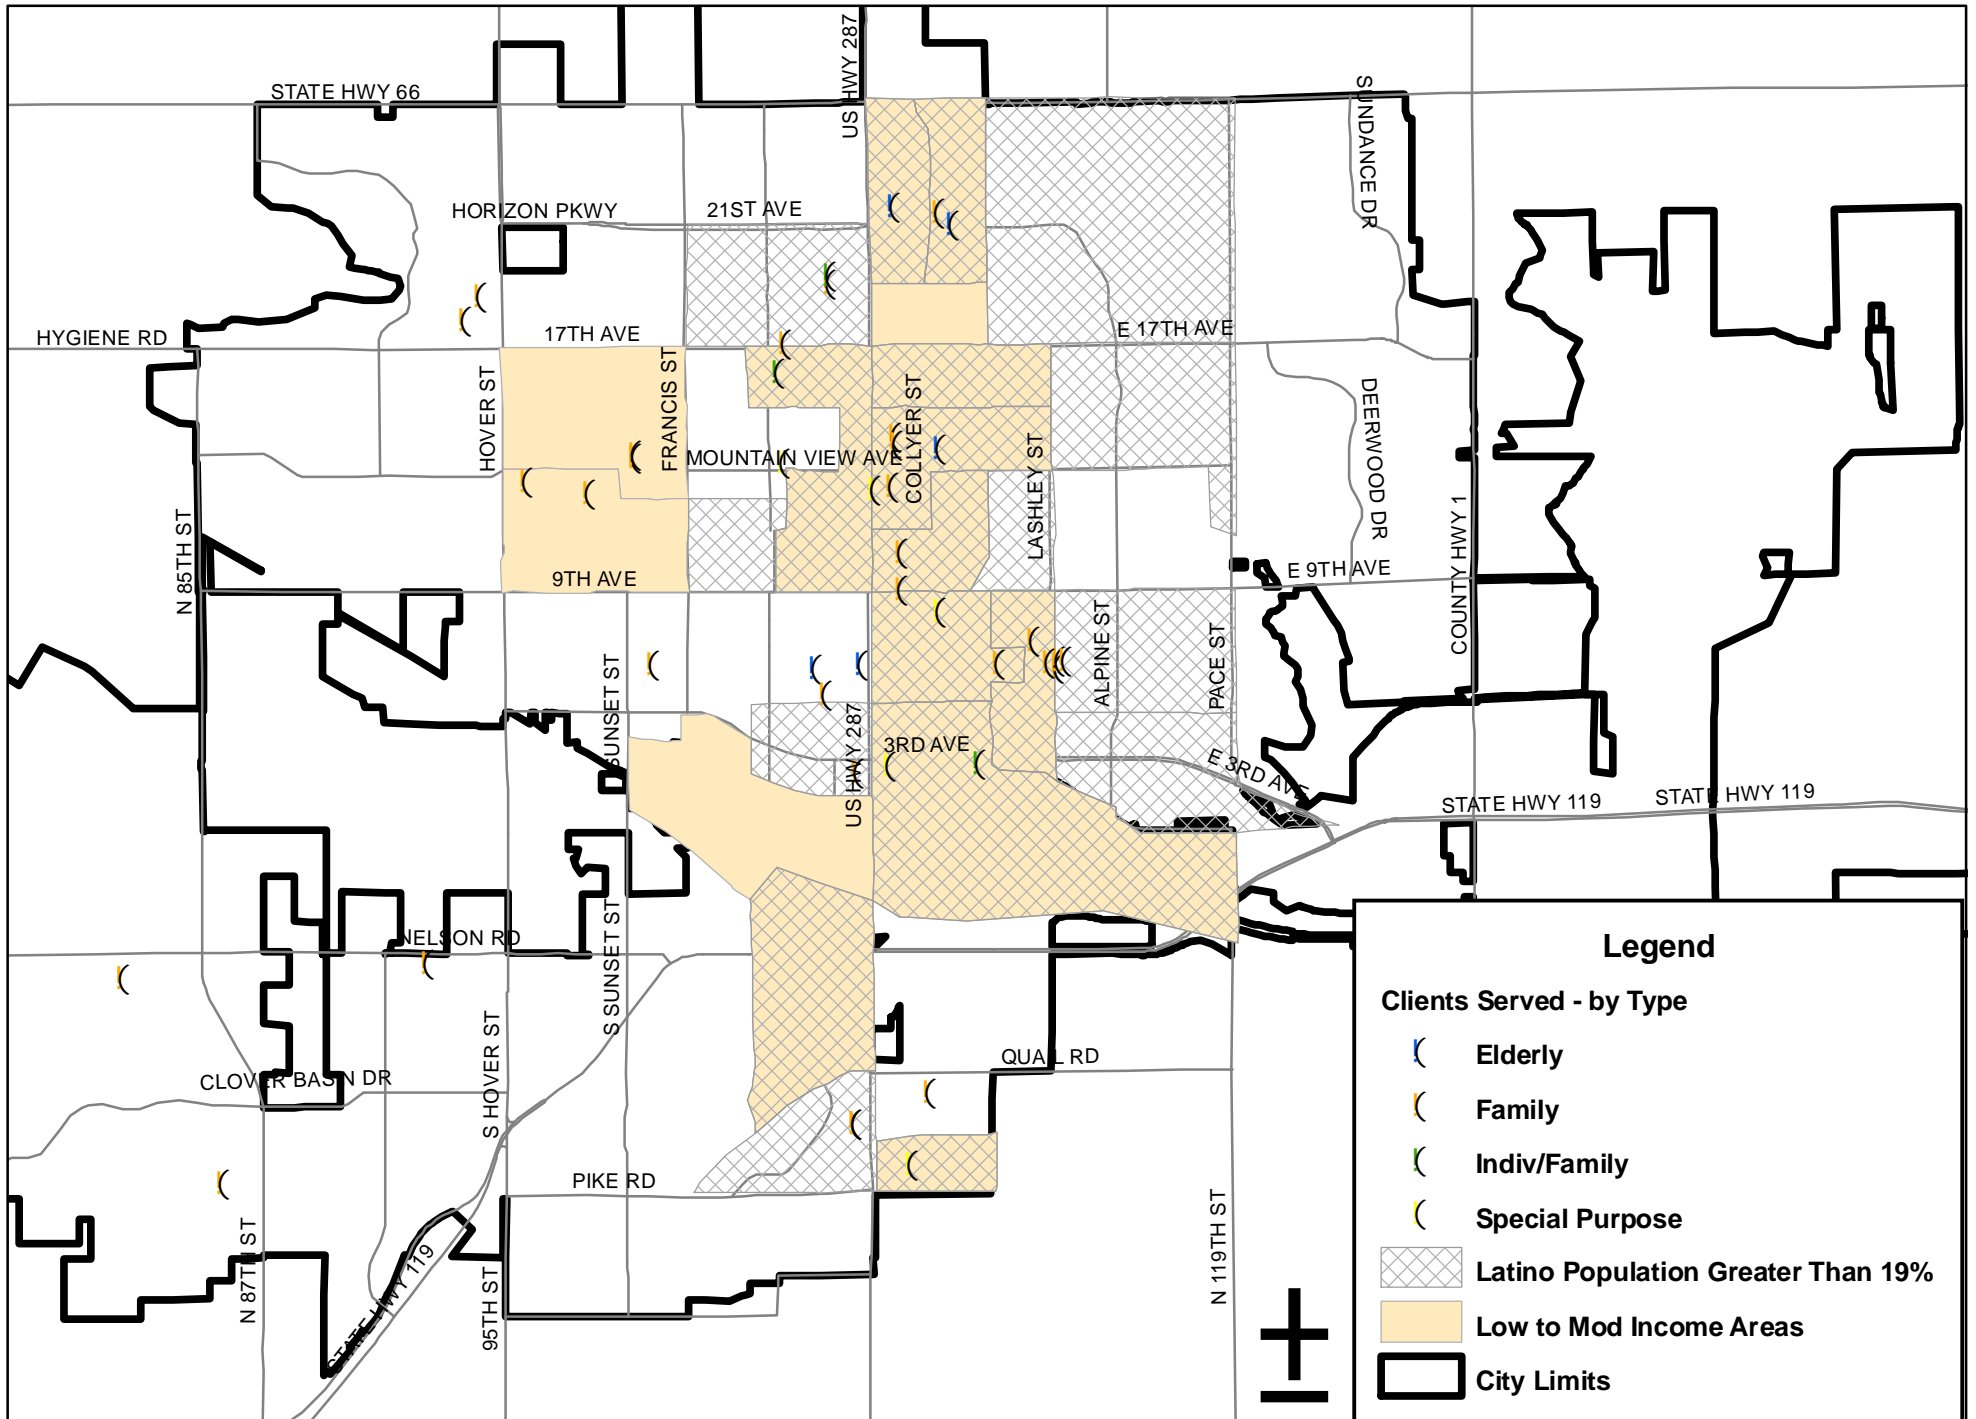 US HWY 287
STATE HWY 66
SUNDANCE DR
HORIZON PKWY
21ST AVE
HYGIENE RD
17TH AVE
E 17TH AVE
HOVER ST
FRANCIS ST
COLLYER ST
DEERWOOD DR
MOUNTAIN VIEW AVE
LASHLEY ST
COUNTY HWY 1
N 85TH ST
9TH AVE
E 9TH AVE
ALPINE ST
PACE ST
SUNSET ST
US HWY 287
3RD AVE
E 3RD AVE
STATE HWY 119
STATE HWY 119
NELSON RD
S SUNSET ST
S HOVER ST
QUAIL RD
CLOVER BASIN DR
PIKE RD
N 87TH ST
STATE HWY 119
95TH ST
N 119TH ST
Legend
Clients Served - by Type
Elderly
Family
Indiv/Family
Special Purpose
Latino Population Greater Than 19%
Low to Mod Income Areas
City Limits